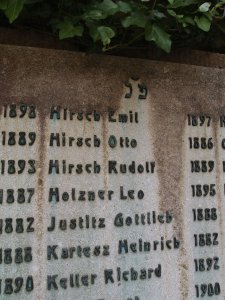 פ״נ
1898 Hirsch Emil 1897
1889 Hirsch Otto 1886
1893 Hirsch Rudolf 1889
1887 Holzner Leo 1895
1882 Justitz Gottlieb 1888
1888 Karlesz Heinrich 1882
1890 Keller Richard 1892
1900